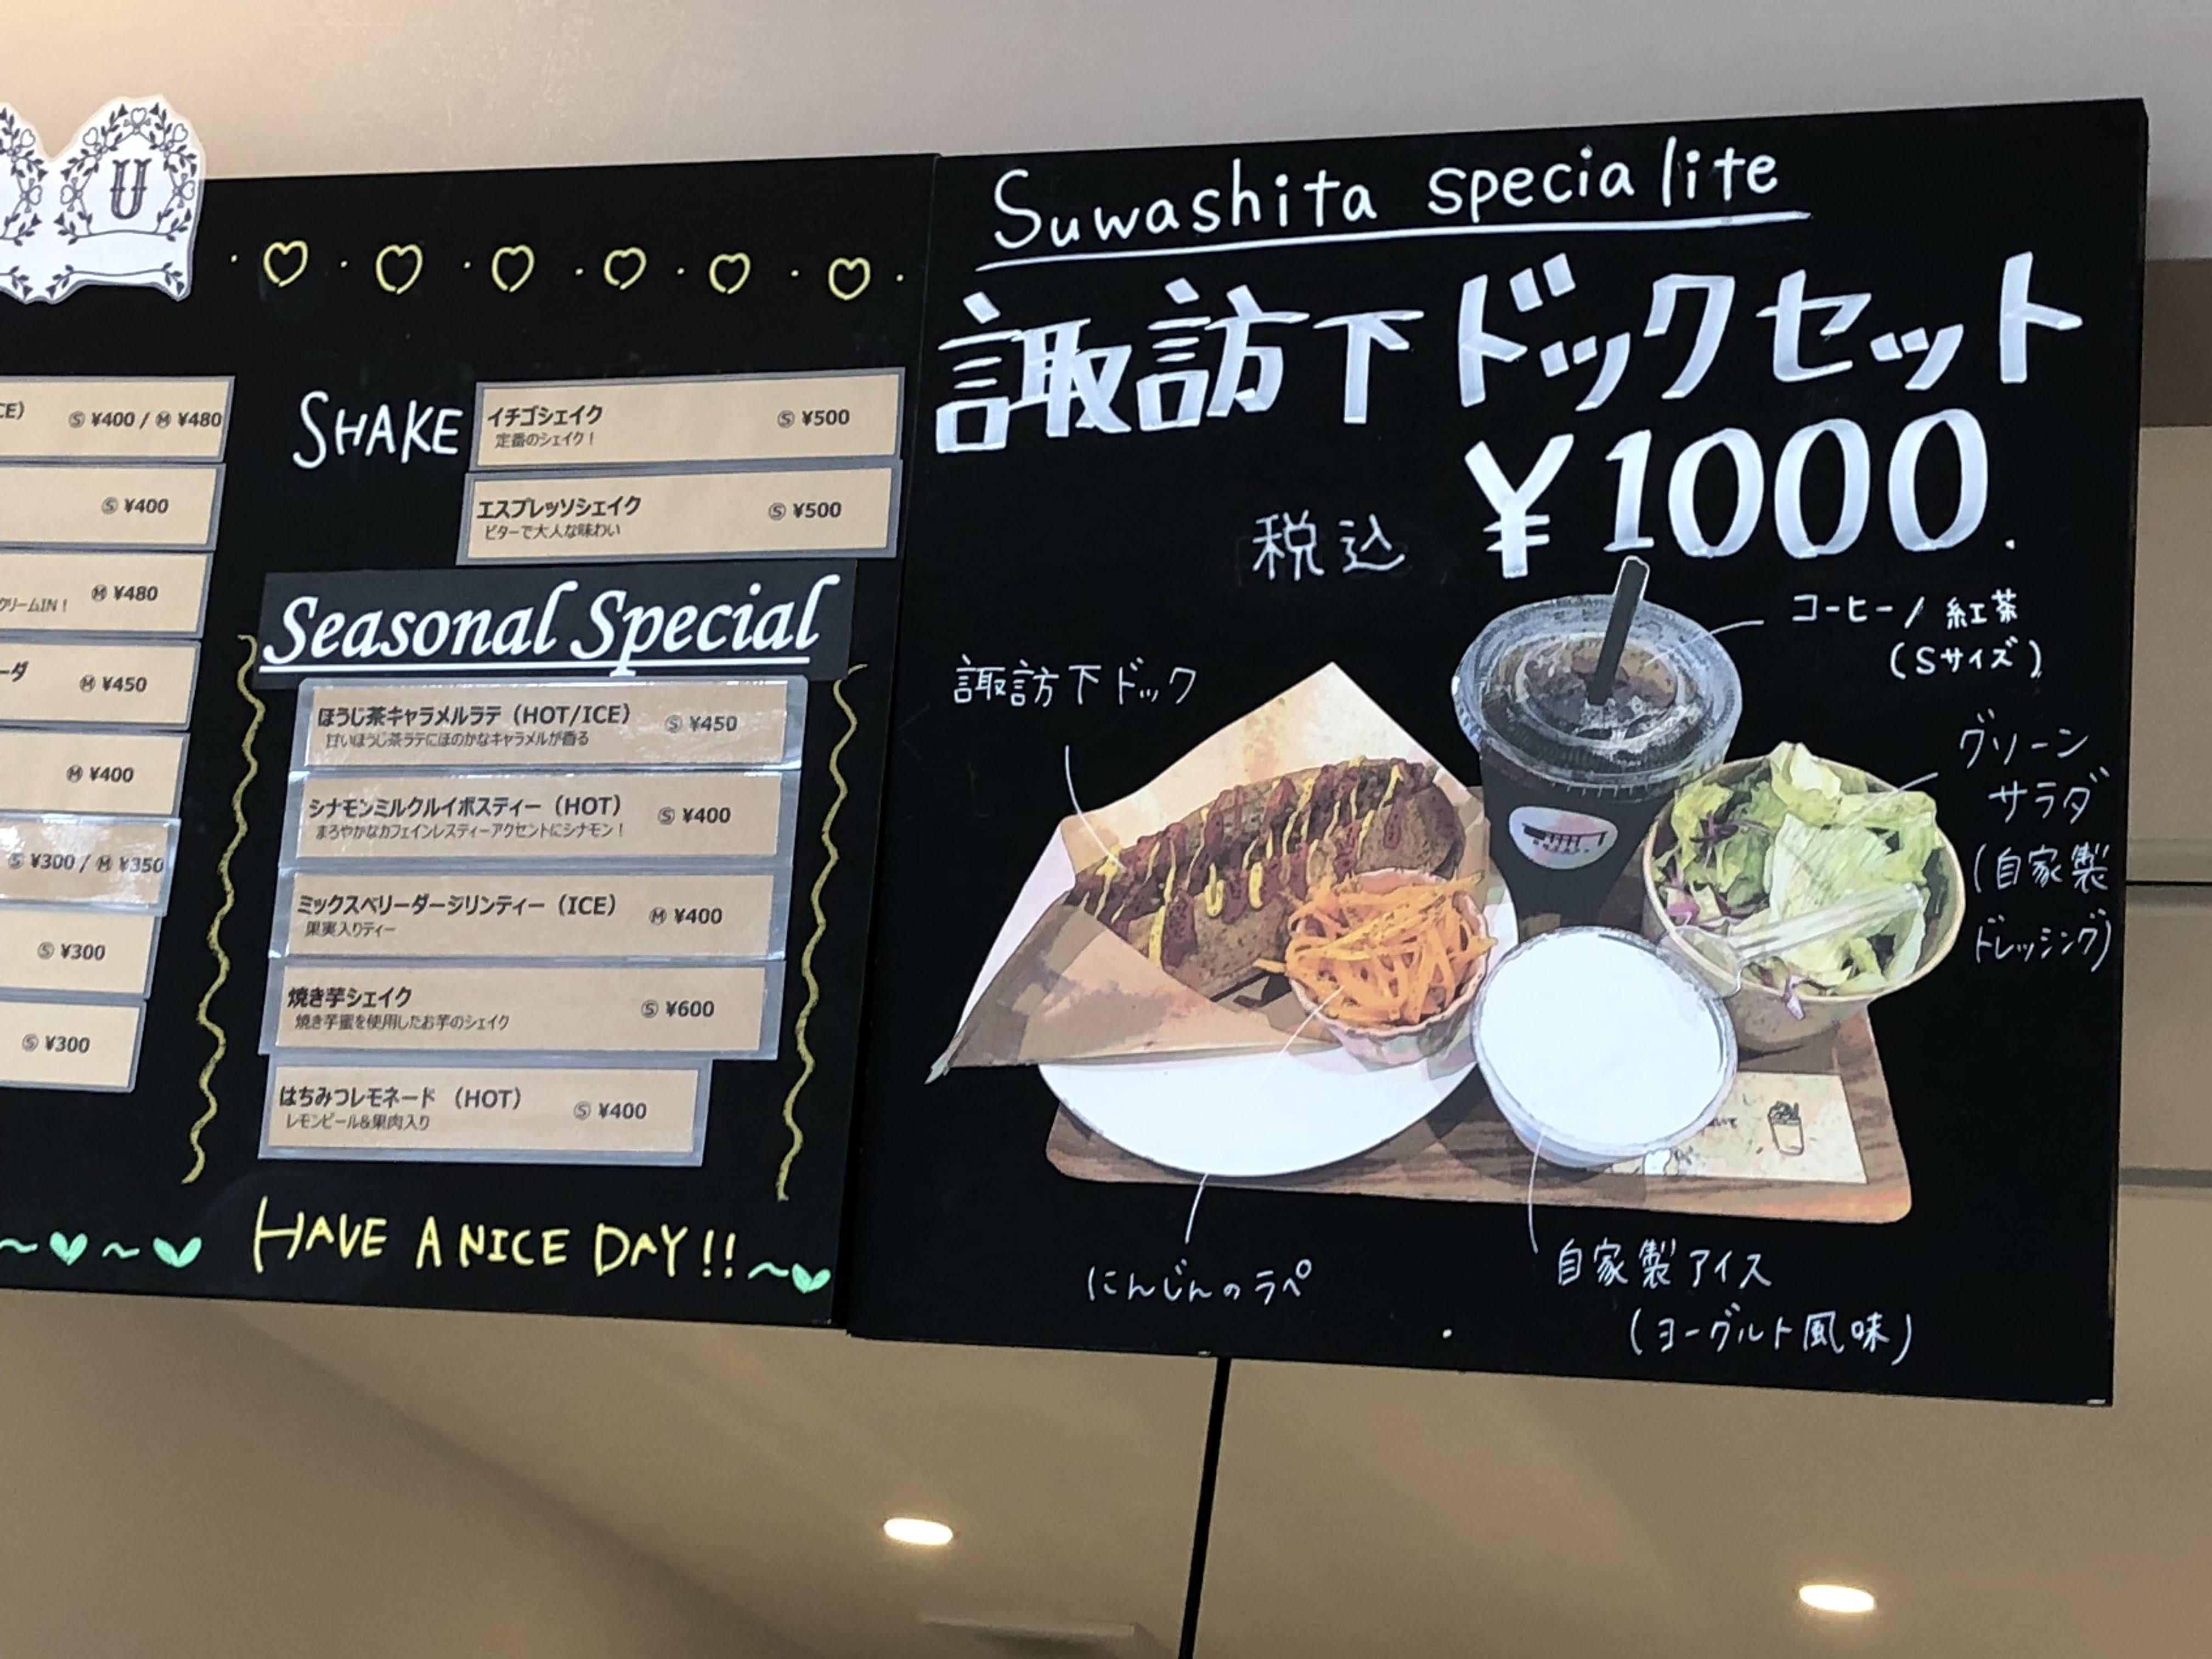 U
CE) Ⓢ ¥400 / Ⓜ ¥480
Ⓢ ¥400
クリームIN！ Ⓜ ¥480
ーダ Ⓜ ¥450
Ⓜ ¥400
Ⓢ ¥300 / Ⓜ ¥350
Ⓢ ¥300
Ⓢ ¥300
SHAKE
イチゴシェイク Ⓢ ¥500
定番のシェイク！
エスプレッソシェイク Ⓢ ¥500
ビターで大人な味わい
Seasonal Special
ほうじ茶キャラメルラテ（HOT/ICE） Ⓢ ¥450
甘いほうじ茶ラテにほのかなキャラメルが香る
シナモンミルクルイボスティー（HOT） Ⓢ ¥400
まろやかなカフェインレスティーアクセントにシナモン！
ミックスベリーダージリンティー（ICE） Ⓜ ¥400
果実入りティー
焼き芋シェイク Ⓢ ¥600
焼き芋蜜を使用したお芋のシェイク
はちみつレモネード （HOT） Ⓢ ¥400
レモンピール&果肉入り
HAVE A NICE DAY!!
Suwashita specialite
諏訪下ドックセット
税込 ¥1000.
コーヒー/紅茶
(Sサイズ)
諏訪下ドック
グリーン
サラダ
(自家製
ドレッシング)
にんじんのラペ
自家製アイス
(ヨーグルト風味)